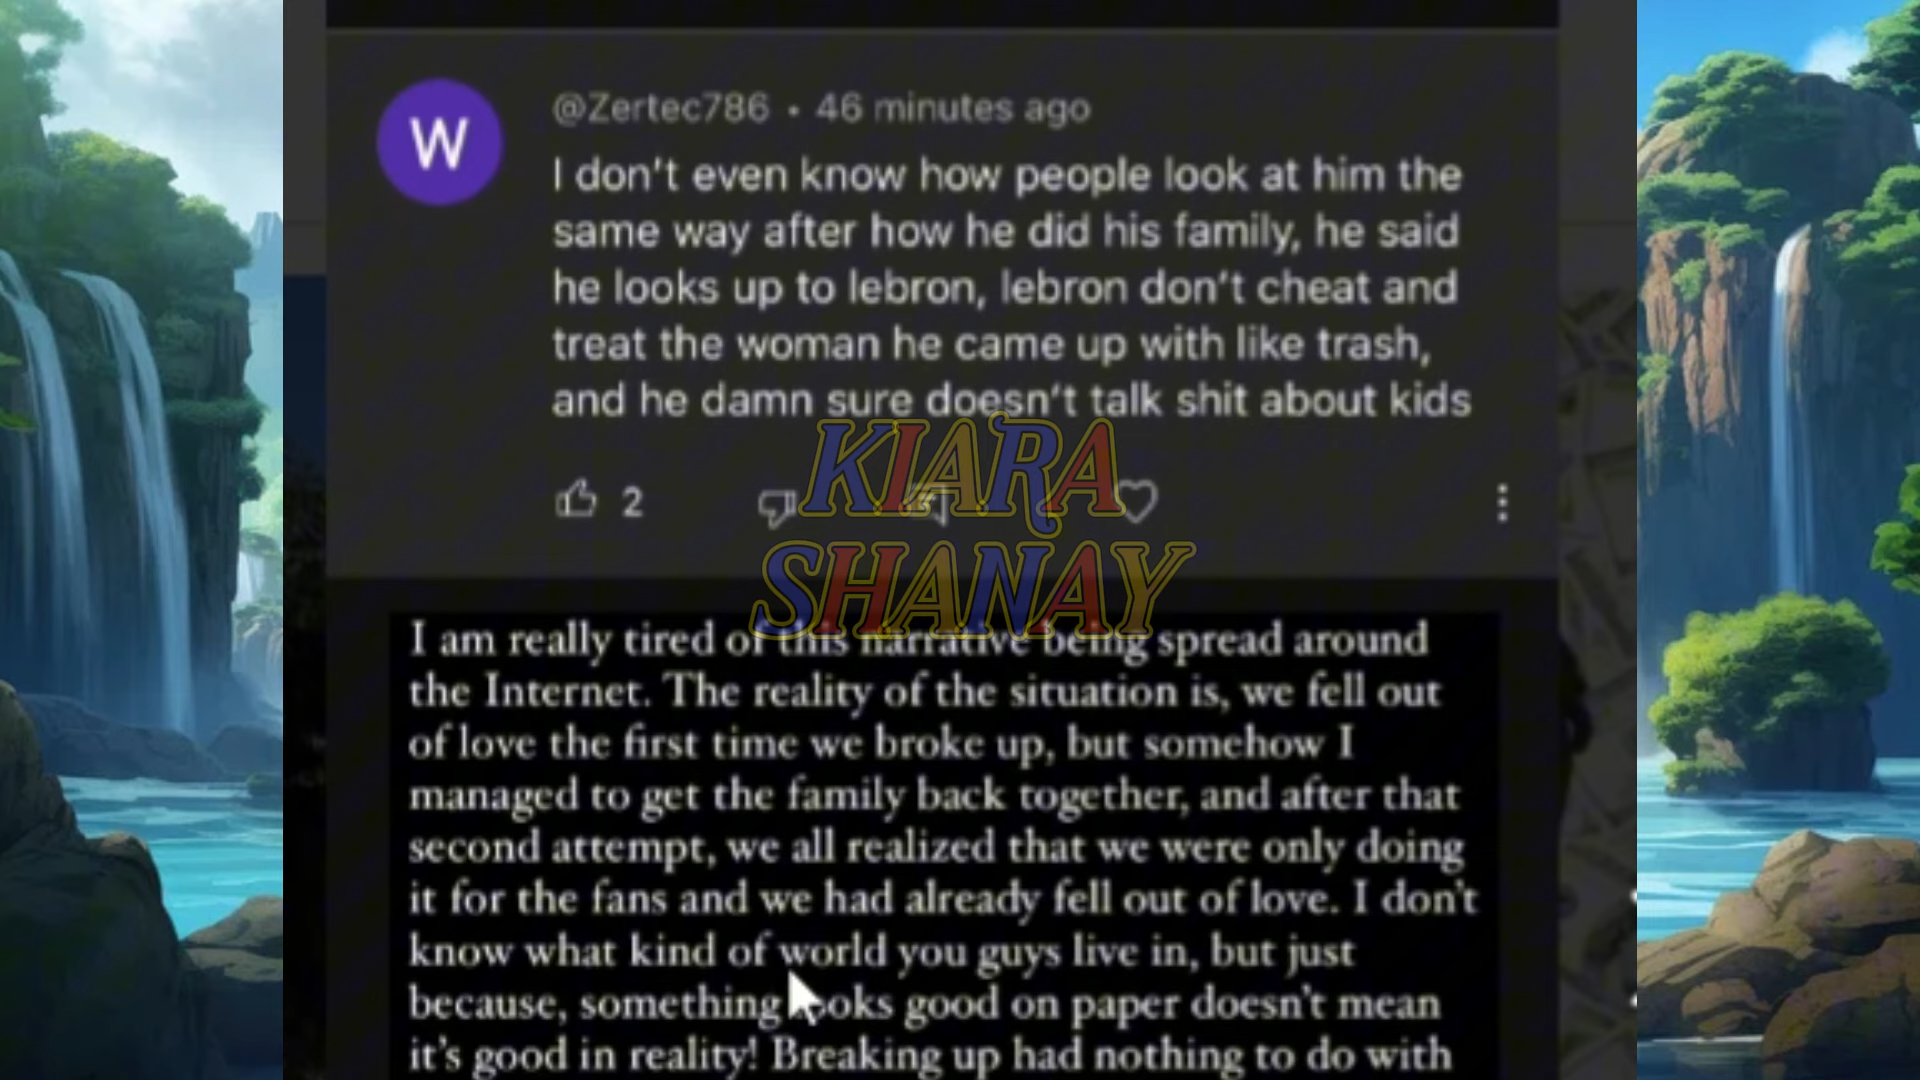 W
@Zertec786 • 46 minutes ago
I don't even know how people look at him the
same way after how he did his family, he said
he looks up to lebron, lebron don't cheat and
treat the woman he came up with like trash,
and he damn sure doesn't talk shit about kids
2
KIARA
SHANAY
I am really tired of this narrative being spread around
the Internet. The reality of the situation is, we fell out
of love the first time we broke up, but somehow I
managed to get the family back together, and after that
second attempt, we all realized that we were only doing
it for the fans and we had already fell out of love. I don't
know what kind of world you guys live in, but just
because, something looks good on paper doesn't mean
it's good in reality! Breaking up had nothing to do with